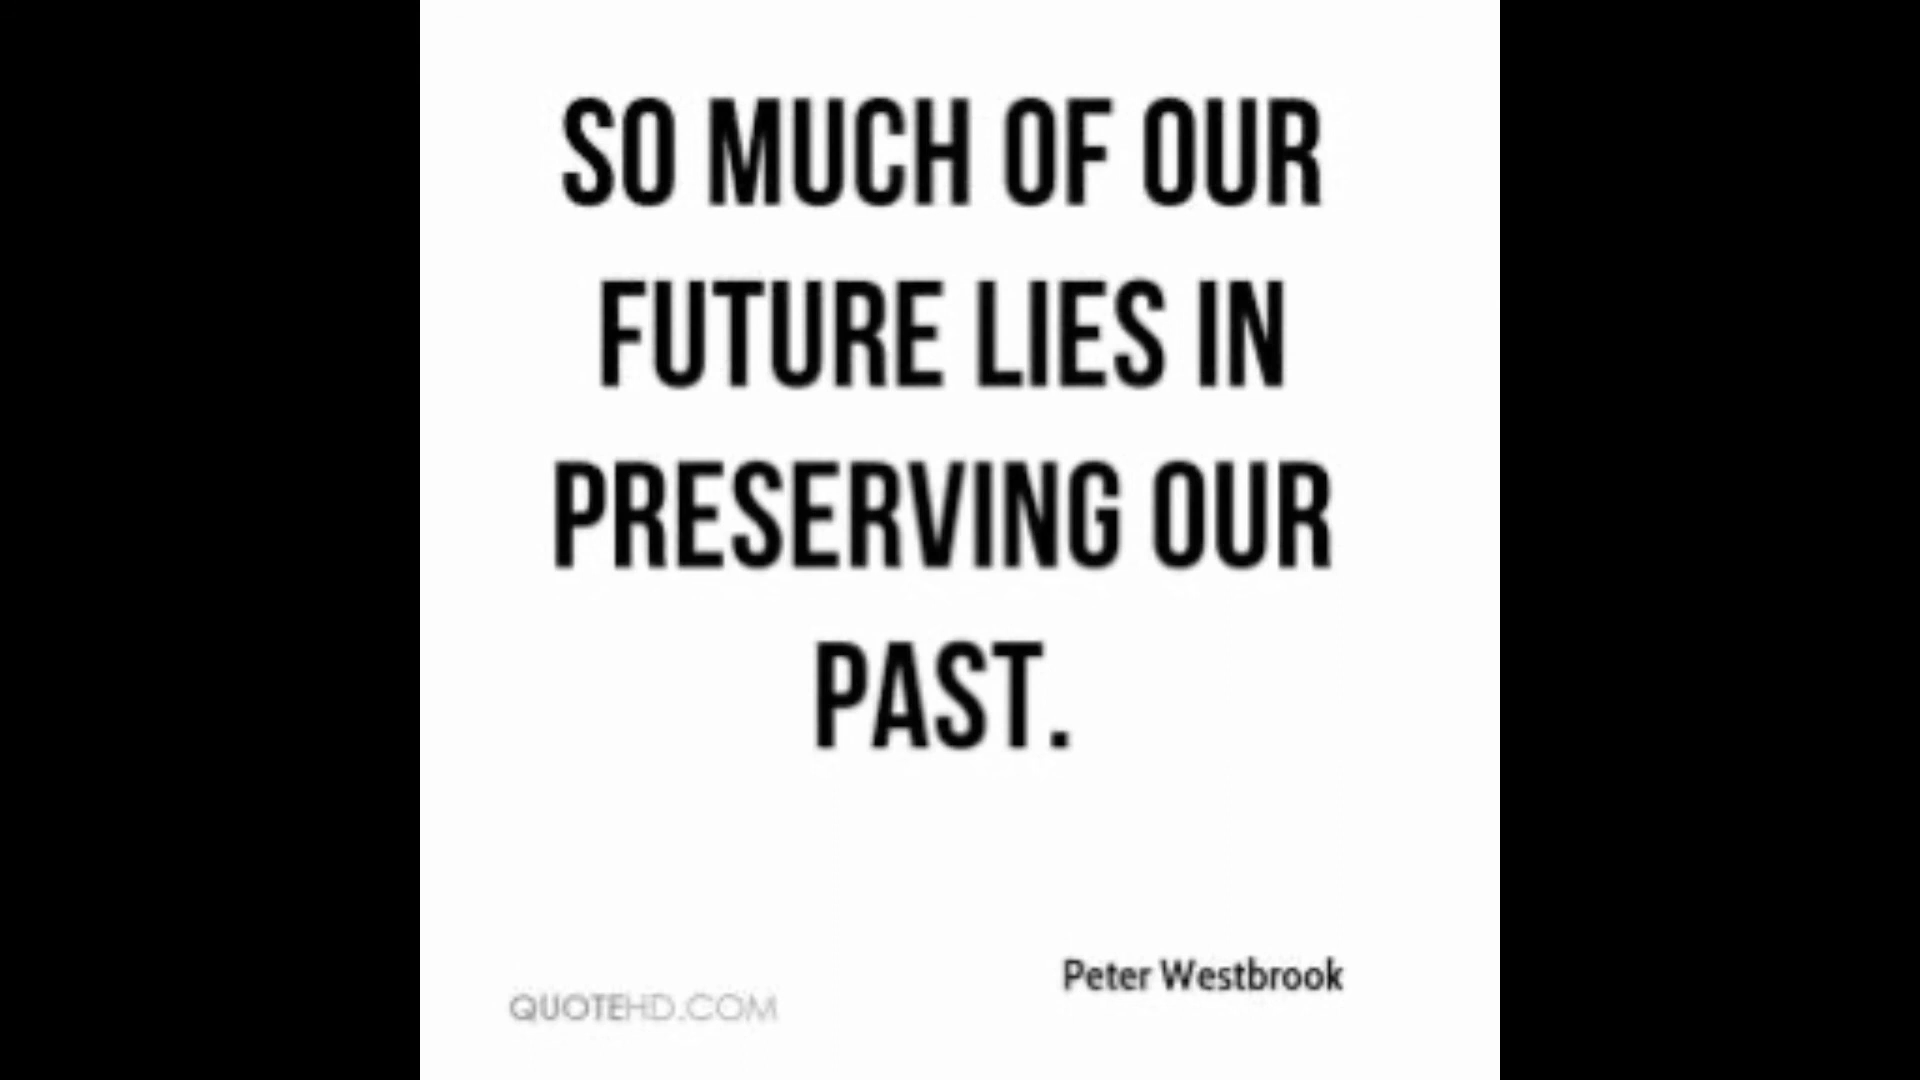 SO MUCH OF OUR
FUTURE LIES IN
PRESERVING OUR
PAST.
Peter Westbrook
QUOTEHD.COM